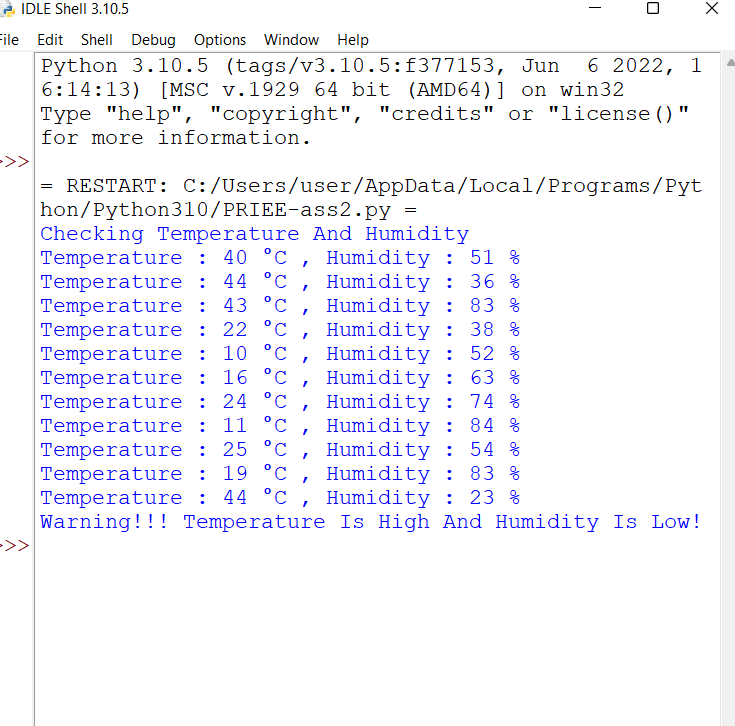 IDLE Shell 3.10.5
File Edit Shell Debug Options Window Help
Python 3.10.5 (tags/v3.10.5:f377153, Jun  6 2022, 1
6:14:13) [MSC v.1929 64 bit (AMD64)] on win32
Type "help", "copyright", "credits" or "license()"
for more information.
>>>
= RESTART: C:/Users/user/AppData/Local/Programs/Pyt
hon/Python310/PRIEE-ass2.py =
Checking Temperature And Humidity
Temperature : 40 °C , Humidity : 51 %
Temperature : 44 °C , Humidity : 36 %
Temperature : 43 °C , Humidity : 83 %
Temperature : 22 °C , Humidity : 38 %
Temperature : 10 °C , Humidity : 52 %
Temperature : 16 °C , Humidity : 63 %
Temperature : 24 °C , Humidity : 74 %
Temperature : 11 °C , Humidity : 84 %
Temperature : 25 °C , Humidity : 54 %
Temperature : 19 °C , Humidity : 83 %
Temperature : 44 °C , Humidity : 23 %
Warning!!! Temperature Is High And Humidity Is Low!
>>>